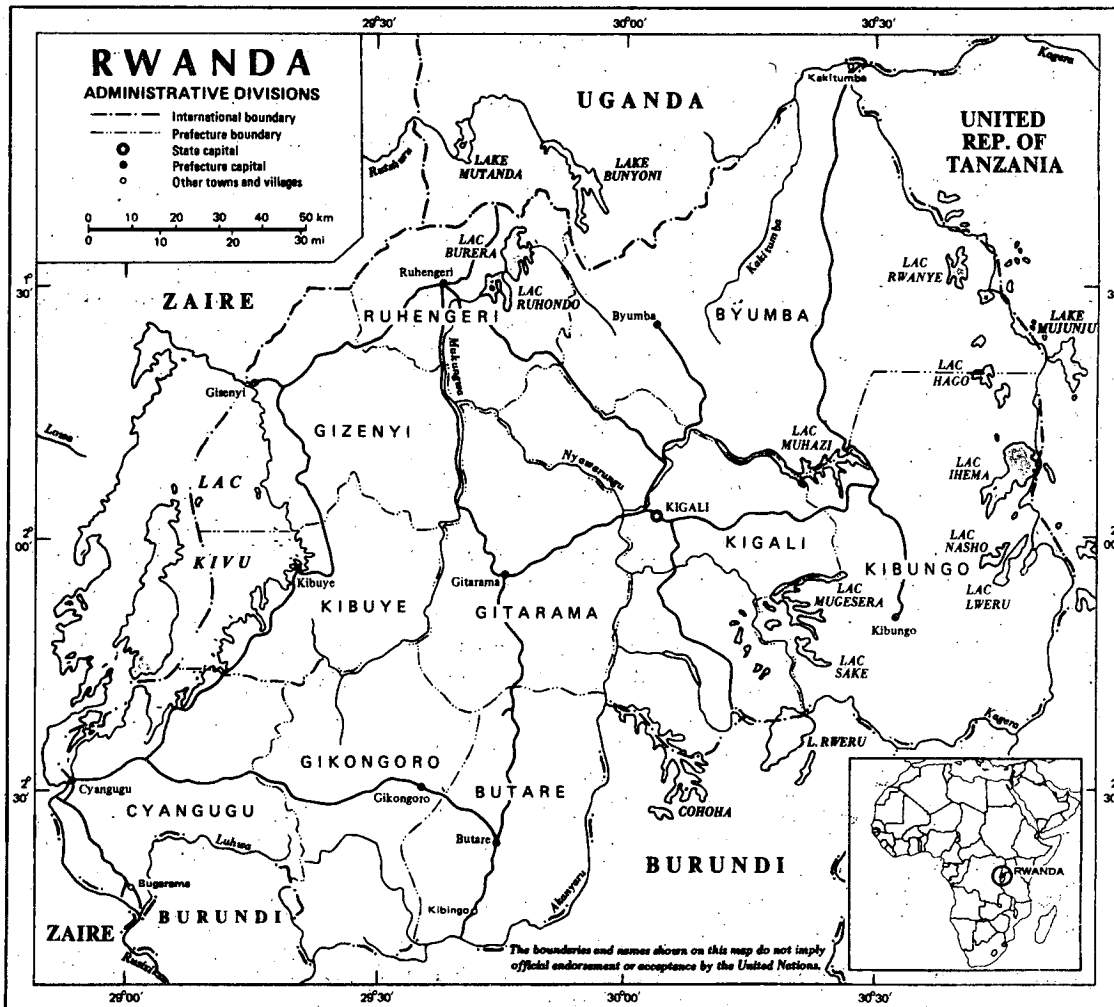 29°30′ 30°00′ 30°30′
RWANDA
ADMINISTRATIVE DIVISIONS
International boundary
Prefecture boundary
State capital
Prefecture capital
Other towns and villages
0 10 20 30 40 50 km
0 10 20 30 mi
Kagera
Kakitumba
UGANDA
UNITED
REP. OF
TANZANIA
LAKE
MUTANDA
LAKE
BUNYONI
Kakitumba
LAC
BURERA
LAC
RWANYE
Ruhengeri
LAC
RUHONDO
ZAIRE
RUHENGERI
Byumba
BYUMBA
LAKE
MUJUNJU
Mukungwa
LAC
HAGO
Gisenyi
GIZENYI
LAC
MUHAZI
Lowa
Nyawarungu
LAC
IHEMA
LAC
KIVU
KIGALI
KIGALI
LAC
NASHO
Kibuye
Gitarama
KIBUNGO
LAC
LWERU
KIBUYE
GITARAMA
LAC
MUGESERA
Kibungo
LAC
SAKE
Kagera
L. RWERU
GIKONGORO
Cyangugu
Gikongoro
BUTARE
CYANGUGU
COHOHA
Luhwa
Butare
BURUNDI
RWANDA
Bugarama
Akanyaru
Kibingo
BURUNDI
ZAIRE
The boundaries and names shown on this map do not imply
official endorsement or acceptance by the United Nations.
29°00′ 29°30′ 30°00′ 30°30′